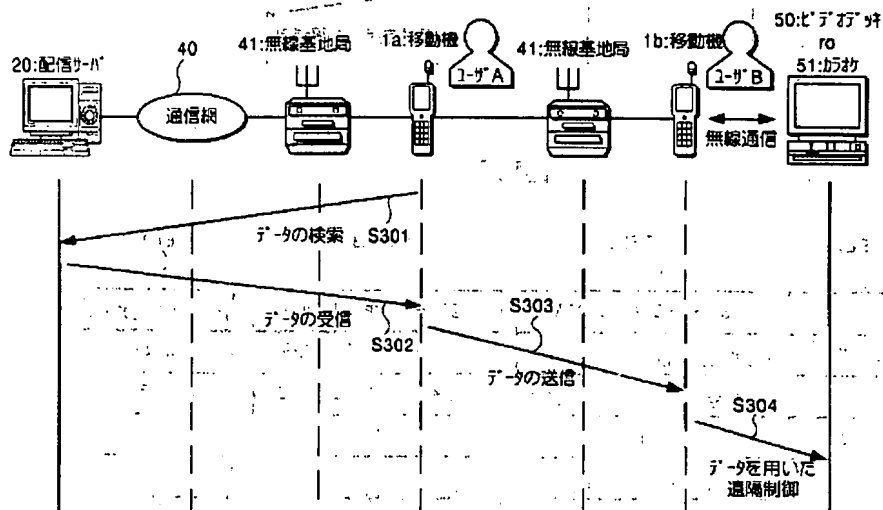 50:ビデオデッキ
ro
51:カラオケ
20:配信サーバ
40
41:無線基地局
1a:移動機
ユーザA
41:無線基地局
1b:移動機
ユーザB
通信網
無線通信
データの検索
S301
データの受信
S302
S303
データの送信
S304
データを用いた
遠隔制御